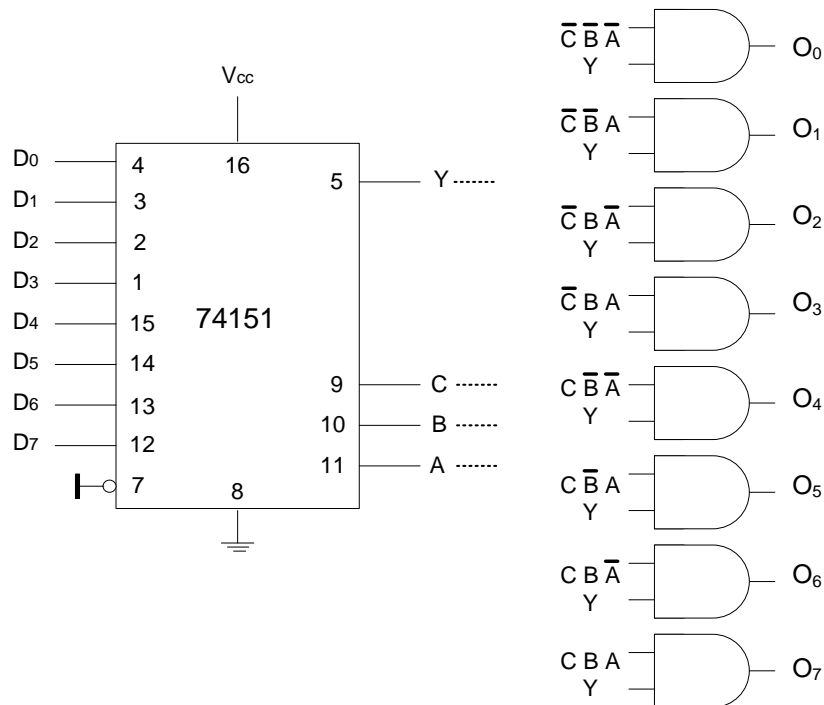 Vcc
D0
D1
D2
D3
D4
D5
D6
D7
4
3
2
1
15
14
13
12
7
16
74151
8
5
9
10
11
Y
C
B
A
C̅ B̅ A̅
Y
O0
C̅ B̅ A
Y
O1
C̅ B A̅
Y
O2
C̅ B A
Y
O3
C B̅ A̅
Y
O4
C B̅ A
Y
O5
C B A̅
Y
O6
C B A
Y
O7